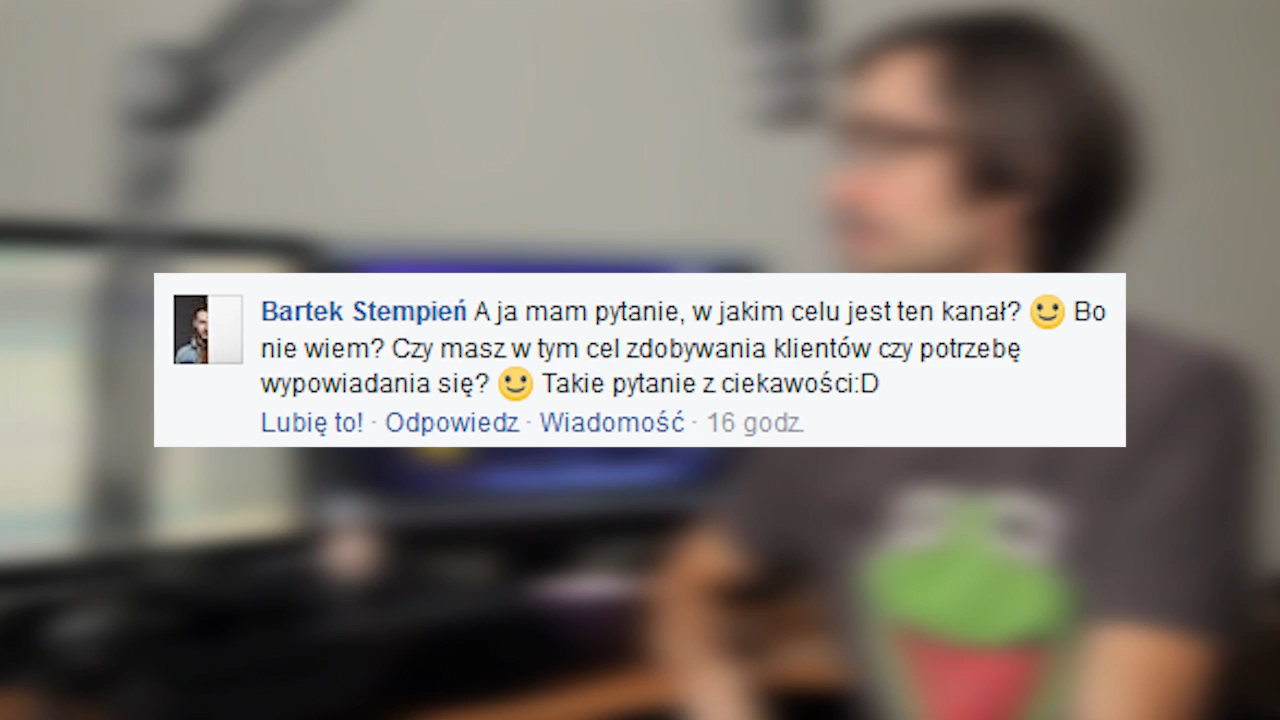 Bartek Stempień A ja mam pytanie, w jakim celu jest ten kanał? 🙂 Bo
nie wiem? Czy masz w tym cel zdobywania klientów czy potrzebę
wypowiadania się? 🙂 Takie pytanie z ciekawości:D
Lubię to! · Odpowiedz · Wiadomość · 16 godz.